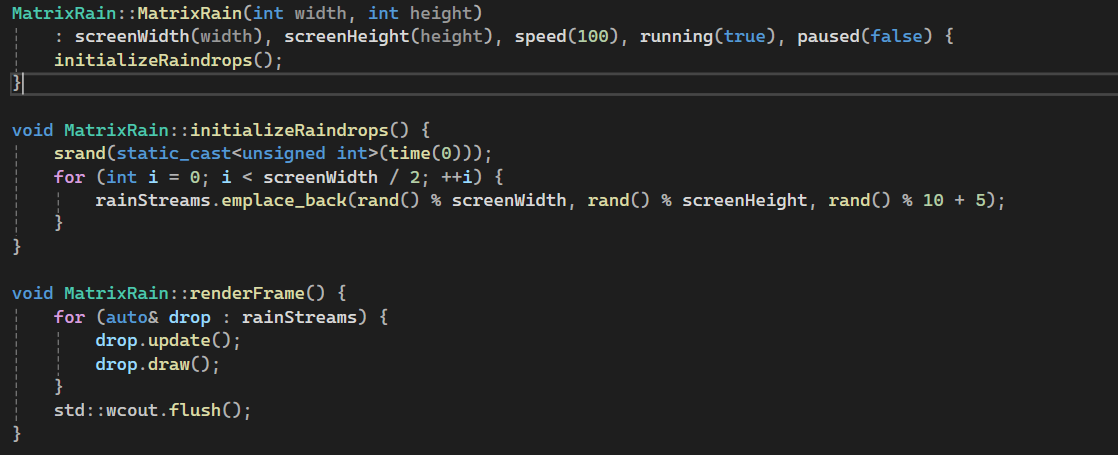 MatrixRain::MatrixRain(int width, int height)
    : screenWidth(width), screenHeight(height), speed(100), running(true), paused(false) {
    initializeRaindrops();
}

void MatrixRain::initializeRaindrops() {
    srand(static_cast<unsigned int>(time(0)));
    for (int i = 0; i < screenWidth / 2; ++i) {
        rainStreams.emplace_back(rand() % screenWidth, rand() % screenHeight, rand() % 10 + 5);
    }
}

void MatrixRain::renderFrame() {
    for (auto& drop : rainStreams) {
        drop.update();
        drop.draw();
    }
    std::wcout.flush();
}